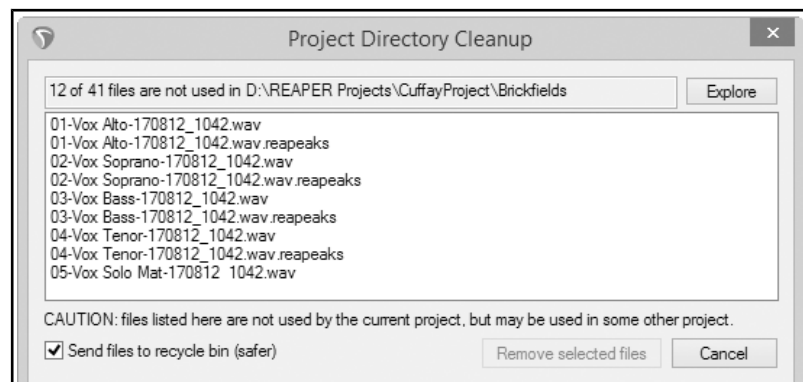 Project Directory Cleanup
12 of 41 files are not used in D:\REAPER Projects\CuffayProject\Brickfields
Explore
01-Vox Alto-170812_1042.wav
01-Vox Alto-170812_1042.wav.reapeaks
02-Vox Soprano-170812_1042.wav
02-Vox Soprano-170812_1042.wav.reapeaks
03-Vox Bass-170812_1042.wav
03-Vox Bass-170812_1042.wav.reapeaks
04-Vox Tenor-170812_1042.wav
04-Vox Tenor-170812_1042.wav.reapeaks
05-Vox Solo Mat-170812 1042.wav
CAUTION: files listed here are not used by the current project, but may be used in some other project.
Send files to recycle bin (safer)
Remove selected files
Cancel